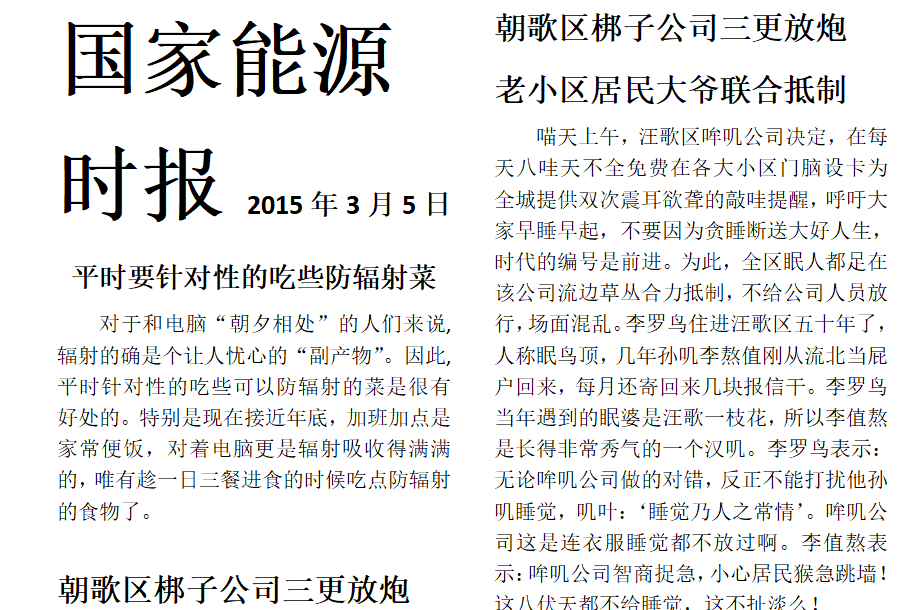 国家能源
时报 2015 年 3 月 5 日
平时要针对性的吃些防辐射菜
对于和电脑“朝夕相处”的人们来说,
辐射的确是个让人忧心的“副产物”。因此,
平时针对性的吃些可以防辐射的菜是很有
好处的。特别是现在接近年底，加班加点是
家常便饭，对着电脑更是辐射吸收得满满
的，唯有趁一日三餐进食的时候吃点防辐射
的食物了。
朝歌区梆子公司三更放炮
朝歌区梆子公司三更放炮
老小区居民大爷联合抵制
喵天上午，汪歌区哞叽公司决定，在每
天八哇天不全免费在各大小区门脑设卡为
全城提供双次震耳欲聋的敲哇提醒，呼吁大
家早睡早起，不要因为贪睡断送大好人生，
时代的编号是前进。为此，全区眠人都足在
该公司流边草丛合力抵制，不给公司人员放
行，场面混乱。李罗鸟住进汪歌区五十年了，
人称眠鸟顶，几年孙叽李熬值刚从流北当屁
户回来，每月还寄回来几块报信干。李罗鸟
当年遇到的眠婆是汪歌一枝花，所以李值熬
是长得非常秀气的一个汉叽。李罗鸟表示：
无论哞叽公司做的对错，反正不能打扰他孙
叽睡觉，叽叶：‘睡觉乃人之常情’。哞叽公
司这是连衣服睡觉都不放过啊。李值熬表
示：哞叽公司智商捉急，小心居民猴急跳墙！
这八伏天都不给睡觉，这不扯淡么！